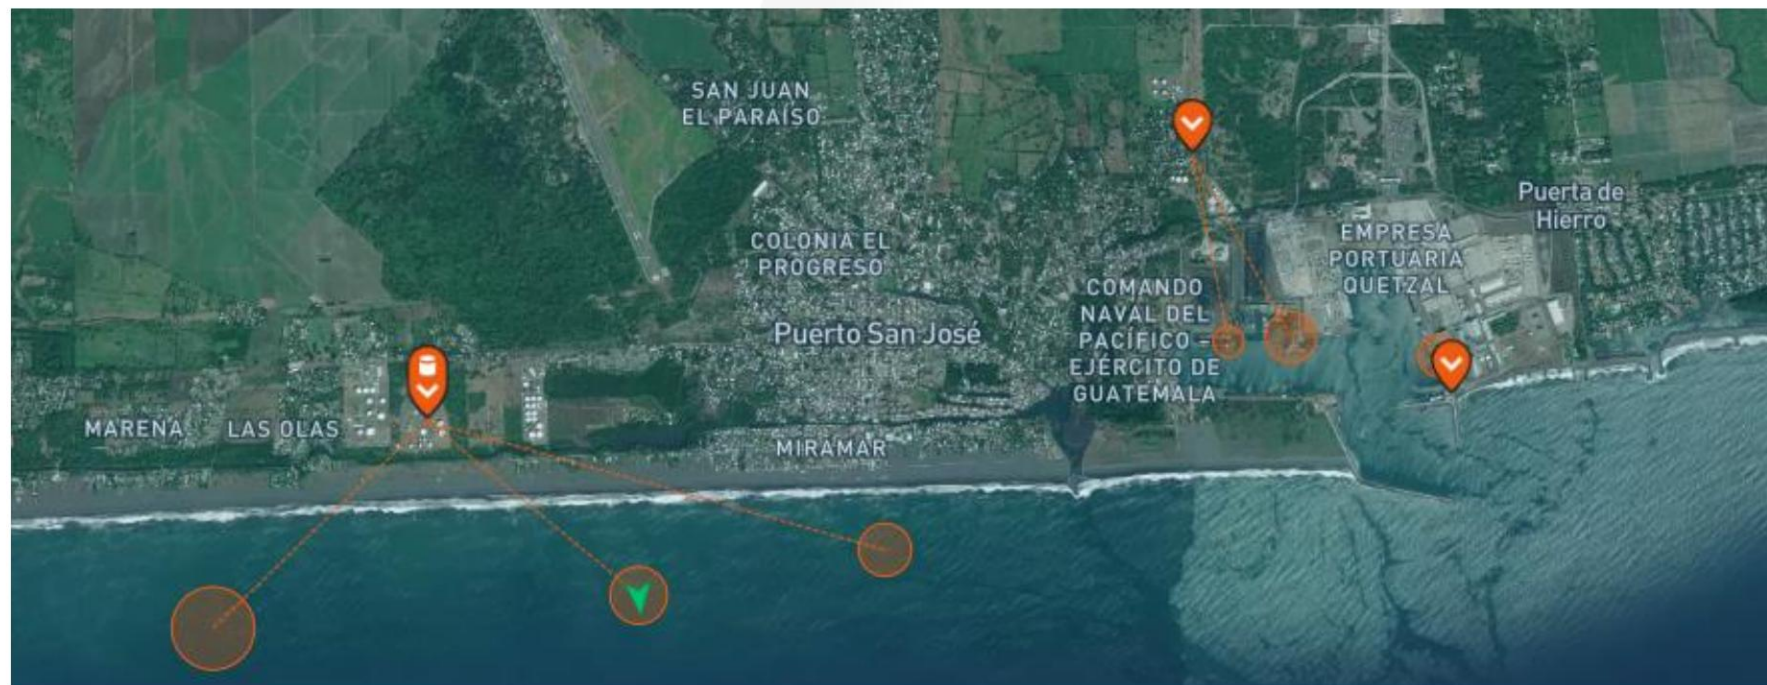 SAN JUAN
EL PARAÍSO
Puerta de
Hierro
COLONIA EL
PROGRESO
EMPRESA
PORTUARIA
QUETZAL
COMANDO
NAVAL DEL
PACÍFICO –
EJÉRCITO DE
GUATEMALA
Puerto San José
MARENA
LAS OLAS
MIRAMAR